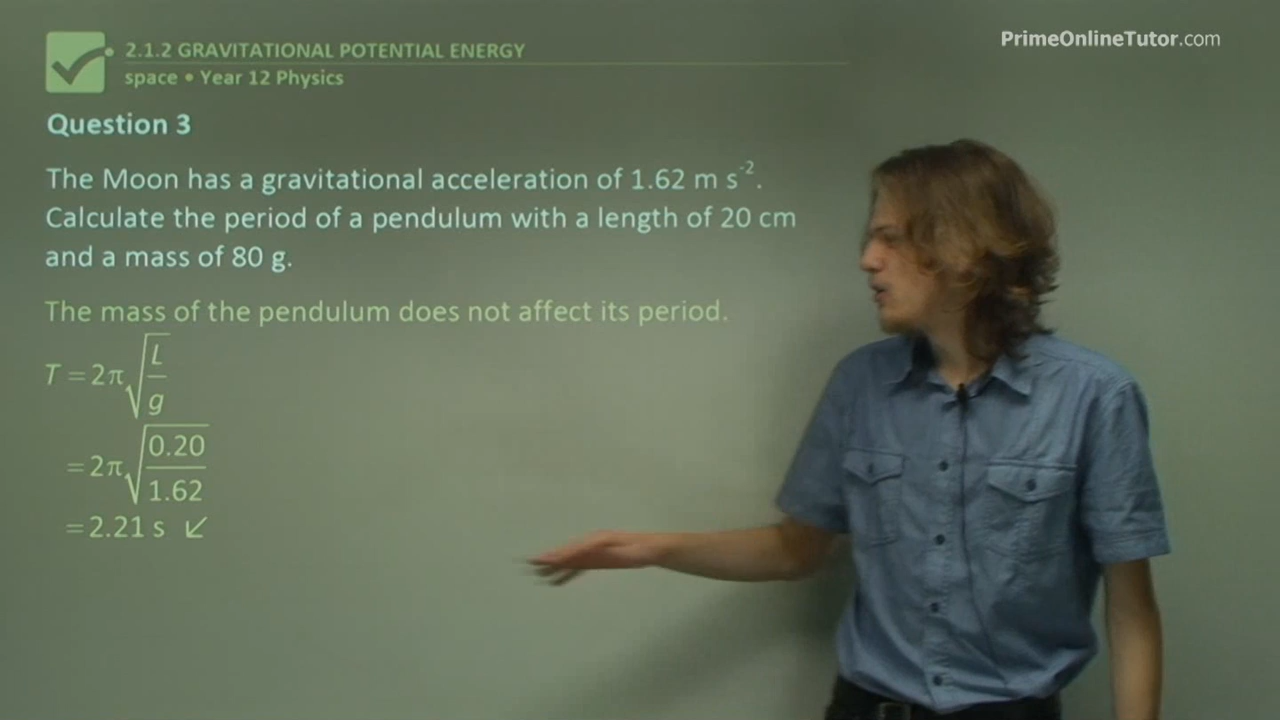 2.1.2 GRAVITATIONAL POTENTIAL ENERGY
space • Year 12 Physics
PrimeOnlineTutor.com
Question 3
The Moon has a gravitational acceleration of 1.62 m s⁻².
Calculate the period of a pendulum with a length of 20 cm
and a mass of 80 g.
The mass of the pendulum does not affect its period.
T = 2π√(L/g)
= 2π√(0.20/1.62)
= 2.21 s ↙